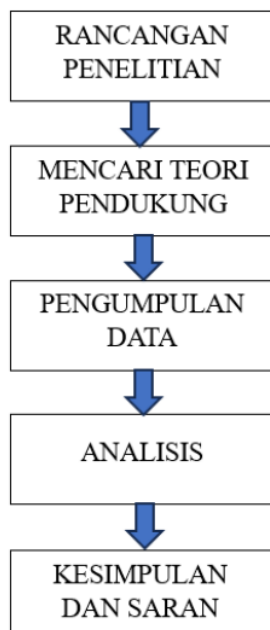 RANCANGAN
PENELITIAN
MENCARI TEORI
PENDUKUNG
PENGUMPULAN
DATA
ANALISIS
KESIMPULAN
DAN SARAN